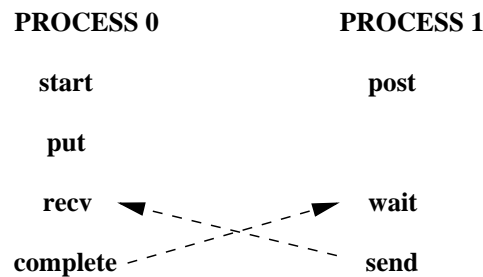 PROCESS 0 PROCESS 1
start post
put
recv wait
complete send